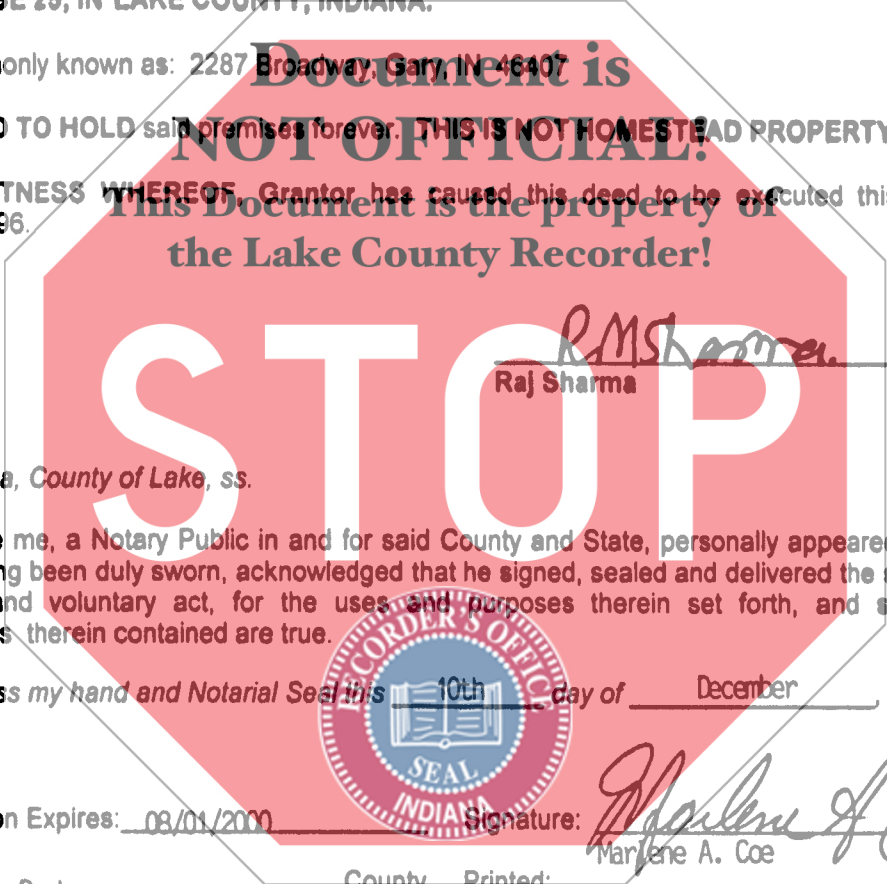 E 25, IN LAKE COUNTY, INDIANA.
only known as: 2287 Broadway, Gary, IN 46407
Document is
TO HOLD said premises forever. THIS IS NOT HOMESTEAD PROPERTY
NOT OFFICIAL!
TNESS WHEREOF, Grantor has caused this deed to be executed this
96.
This Document is the property of
the Lake County Recorder!
STOP
RMSharma
Raj Sharma
a, County of Lake, ss.
me, a Notary Public in and for said County and State, personally appeared
ng been duly sworn, acknowledged that he signed, sealed and delivered the s
nd voluntary act, for the uses and purposes therein set forth, and s
s therein contained are true.
ss my hand and Notarial Seal this 10th day of December,
RECORDER'S OFFICE
SEAL
INDIANA
n Expires: 08/01/2000 Signature: Marlene A
Marlene A. Coe
County Printed: